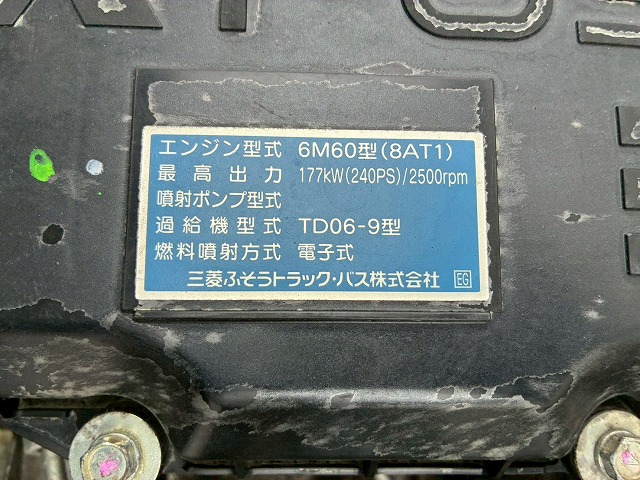 エンジン型式 6M60型(8AT1)
最高出力 177kW(240PS)/2500rpm
噴射ポンプ型式
過給機型式 TD06-9型
燃料噴射方式 電子式
三菱ふそうトラック・バス株式会社 EG